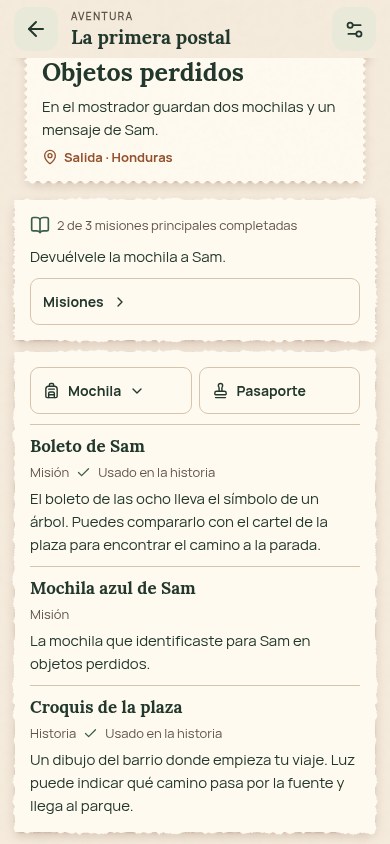 AVENTURA
La primera postal
Objetos perdidos
En el mostrador guardan dos mochilas y un
mensaje de Sam.
Salida · Honduras
2 de 3 misiones principales completadas
Devuélvele la mochila a Sam.
Misiones
Mochila
Pasaporte
Boleto de Sam
Misión ✓ Usado en la historia
El boleto de las ocho lleva el símbolo de un
árbol. Puedes compararlo con el cartel de la
plaza para encontrar el camino a la parada.
Mochila azul de Sam
Misión
La mochila que identificaste para Sam en
objetos perdidos.
Croquis de la plaza
Historia ✓ Usado en la historia
Un dibujo del barrio donde empieza tu viaje. Luz
puede indicar qué camino pasa por la fuente y
llega al parque.